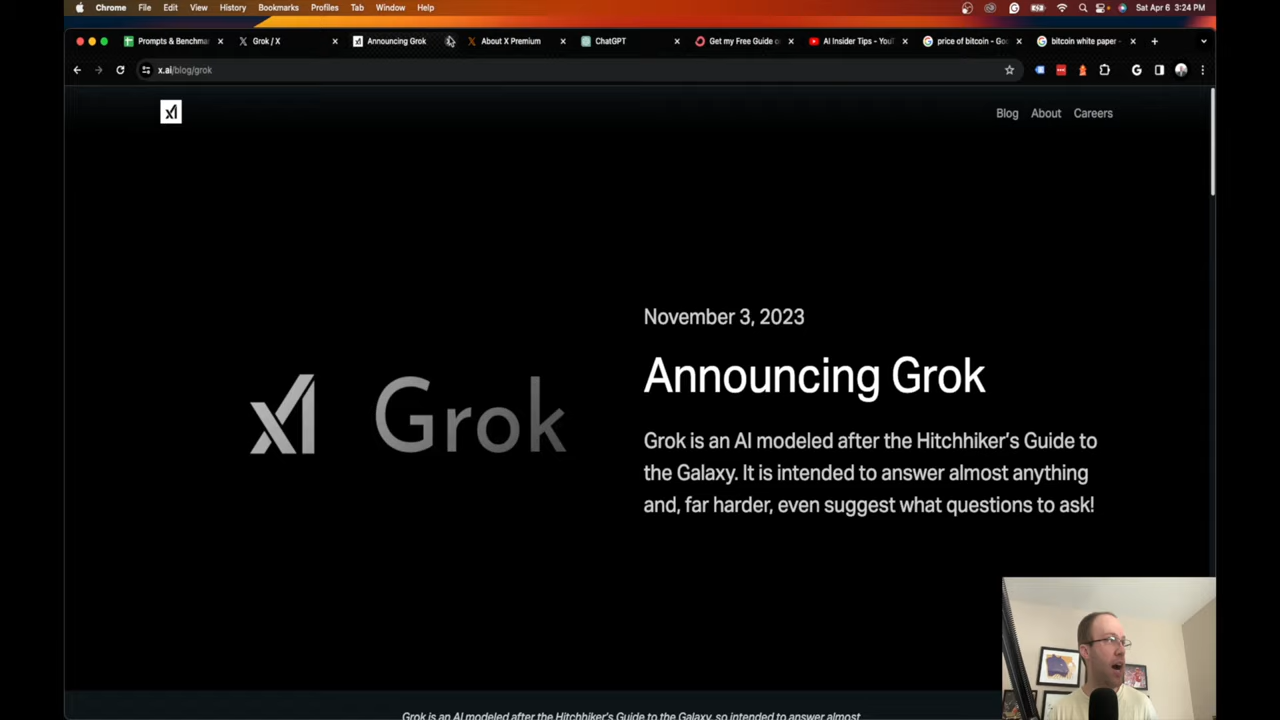 Chrome File Edit View History Bookmarks Profiles Tab Window Help Sat Apr 6 3:24 PM
Prompts & Benchma Grok / X Announcing Grok About X Premium ChatGPT Get my Free Guide o AI Insider Tips - You price of bitcoin - Goo bitcoin white paper -
x.ai/blog/grok
xI Blog About Careers
November 3, 2023
Announcing Grok
xI Grok
Grok is an AI modeled after the Hitchhiker's Guide to
the Galaxy. It is intended to answer almost anything
and, far harder, even suggest what questions to ask!
Grok is an AI modeled after the Hitchhiker's Guide to the Galaxy, so intended to answer almost